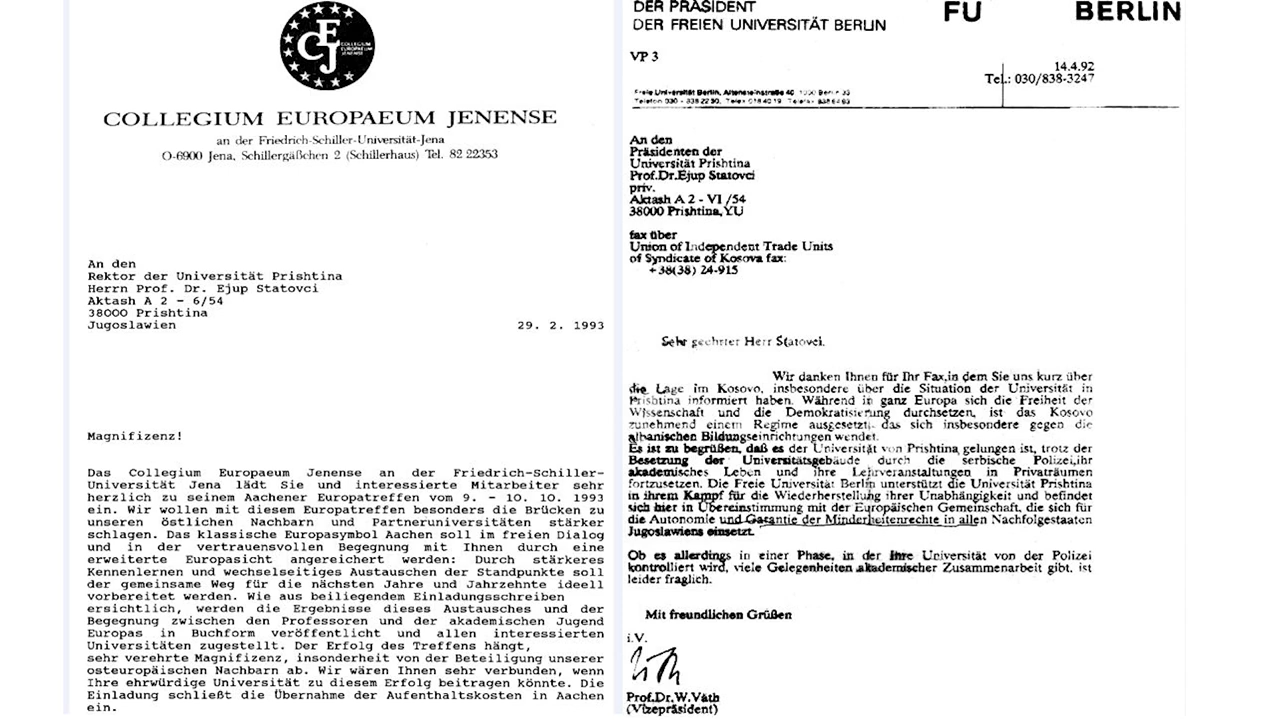 CEJ
COLLEGIUM
EUROPAEUM
JENENSE
COLLEGIUM EUROPAEUM JENENSE
an der Friedrich-Schiller-Universität-Jena
O-6900 Jena, Schillergäßchen 2 (Schillerhaus) Tel. 82 22353
An den
Rektor der Universität Prishtina
Herrn Prof. Dr. Ejup Statovci
Aktash A 2 - 6/54
38000 Prishtina
Jugoslawien 29. 2. 1993
Magnifizenz!
Das Collegium Europaeum Jenense an der Friedrich-Schiller-
Universität Jena lädt Sie und interessierte Mitarbeiter sehr
herzlich zu seinem Aachener Europatreffen vom 9. - 10. 10. 1993
ein. Wir wollen mit diesem Europatreffen besonders die Brücken zu
unseren östlichen Nachbarn und Partneruniversitäten stärker
schlagen. Das klassische Europasymbol Aachen soll im freien Dialog
und in der vertrauensvollen Begegnung mit Ihnen durch eine
erweiterte Europasicht angereichert werden: Durch stärkeres
Kennenlernen und wechselseitiges Austauschen der Standpunkte soll
der gemeinsame Weg für die nächsten Jahre und Jahrzehnte ideell
vorbereitet werden. Wie aus beiliegendem Einladungsschreiben
ersichtlich, werden die Ergebnisse dieses Austausches und der
Begegnung zwischen den Professoren und der akademischen Jugend
Europas in Buchform veröffentlicht und allen interessierten
Universitäten zugestellt. Der Erfolg des Treffens hängt,
sehr verehrte Magnifizenz, insonderheit von der Beteiligung unserer
osteuropäischen Nachbarn ab. Wir wären Ihnen sehr verbunden, wenn
Ihre ehrwürdige Universität zu diesem Erfolg beitragen könnte. Die
Einladung schließt die Übernahme der Aufenthaltskosten in Aachen
ein.
DER PRÄSIDENT
DER FREIEN UNIVERSITÄT BERLIN
FU BERLIN
VP 3
14.4.92
Tel.: 030/838-3247
Freie Universität Berlin, Altensteinstraße 40, 1000 Berlin 33
Telefon 030 - 838 22 30, Telex 018 40 19
An den
Präsidenten der
Universität Prishtina
Prof.Dr.Ejup Statovci
priv.
Aktash A 2 - VI /54
38000 Prishtina,YU
fax über
Union of Independent Trade Units
of Syndicate of Kosova fax:
+38(38) 24-915
Sehr geehrter Herr Statovci,
Wir danken Ihnen für Ihr Fax,in dem Sie uns kurz über
die Lage im Kosovo, insbesondere über die Situation der Universität in
Prishtina informiert haben. Während in ganz Europa sich die Freiheit der
Wissenschaft und die Demokratisierung durchsetzen, ist das Kosovo
zunehmend einem Regime ausgesetzt, das sich insbesondere gegen die
albanischen Bildungseinrichtungen wendet.
Es ist zu begrüßen, daß es der Universität von Prishtina gelungen ist, trotz der
Besetzung der Universitätsgebäude durch die serbische Polizei,ihr
akademisches Leben und ihre Lehrveranstaltungen in Privaträumen
fortzusetzen. Die Freie Universität Berlin unterstützt die Universität Prishtina
in ihrem Kampf für die Wiederherstellung ihrer Unabhängigkeit und befindet
sich hier in Übereinstimmung mit der Europäischen Gemeinschaft, die sich für
die Autonomie und Garantie der Minderheitenrechte in allen Nachfolgestaaten
Jugoslawiens einsetzt.
Ob es allerdings in einer Phase, in der Ihre Universität von der Polizei
kontrolliert wird, viele Gelegenheiten akademischer Zusammenarbeit gibt, ist
leider fraglich.
Mit freundlichen Grüßen
i.V.
Prof.Dr.W.Väth
(Vizepräsident)